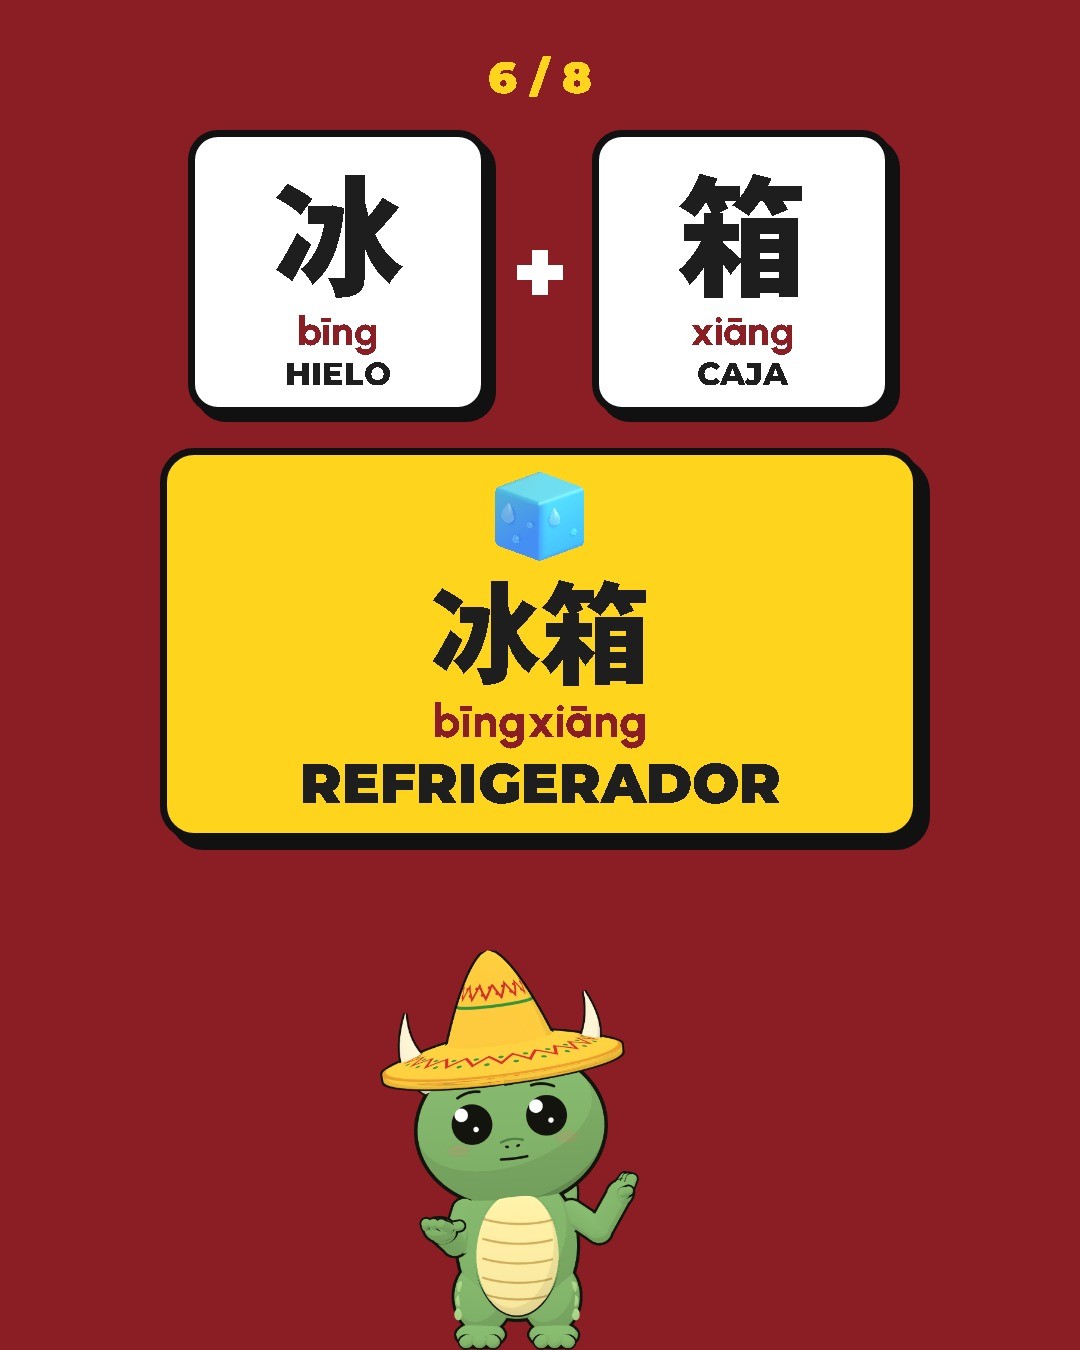 6 / 8
冰
bīng
HIELO
+
箱
xiāng
CAJA
冰箱
bīngxiāng
REFRIGERADOR